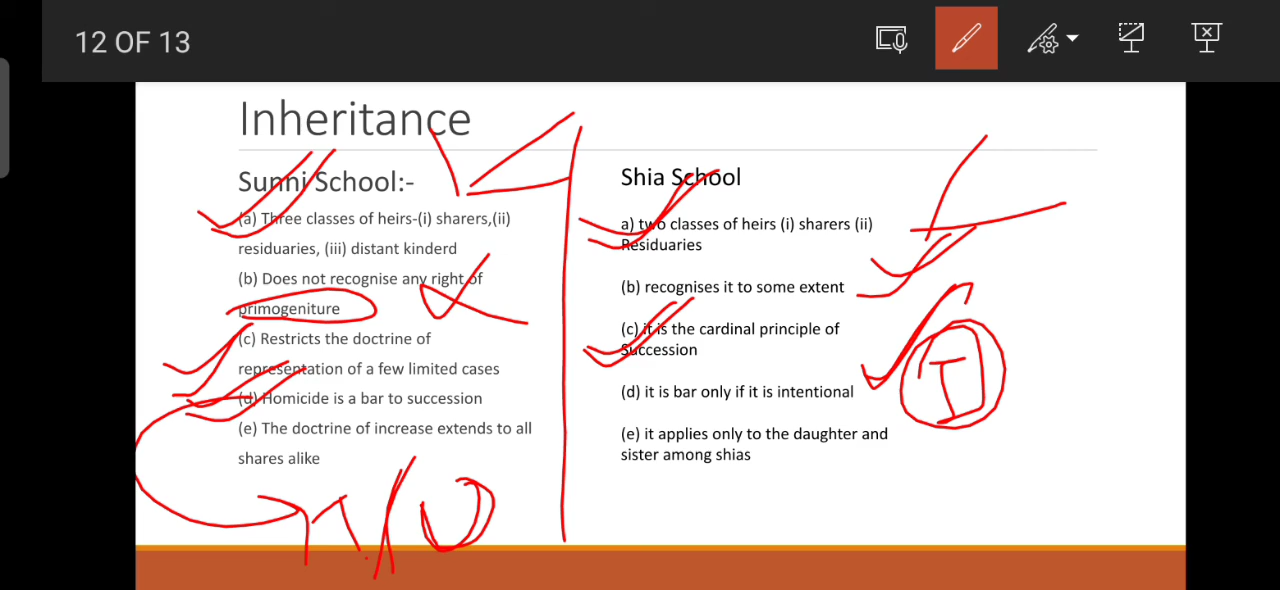 12 OF 13
Inheritance
Sunni School:-
(a) Three classes of heirs-(i) sharers,(ii)
residuaries, (iii) distant kinderd
(b) Does not recognise any right of
primogeniture
(c) Restricts the doctrine of
representation of a few limited cases
(d) Homicide is a bar to succession
(e) The doctrine of increase extends to all
shares alike
Shia School
a) two classes of heirs (i) sharers (ii)
Residuaries
(b) recognises it to some extent
(c) it is the cardinal principle of
Succession
(d) it is bar only if it is intentional
(e) it applies only to the daughter and
sister among shias
I